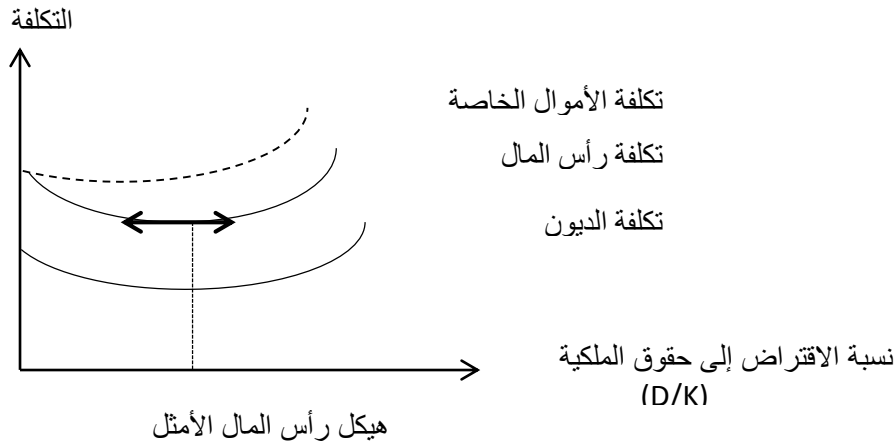 التكلفة
تكلفة الأموال الخاصة
تكلفة رأس المال
تكلفة الديون
نسبة الاقتراض إلى حقوق الملكية
(D/K)
هيكل رأس المال الأمثل